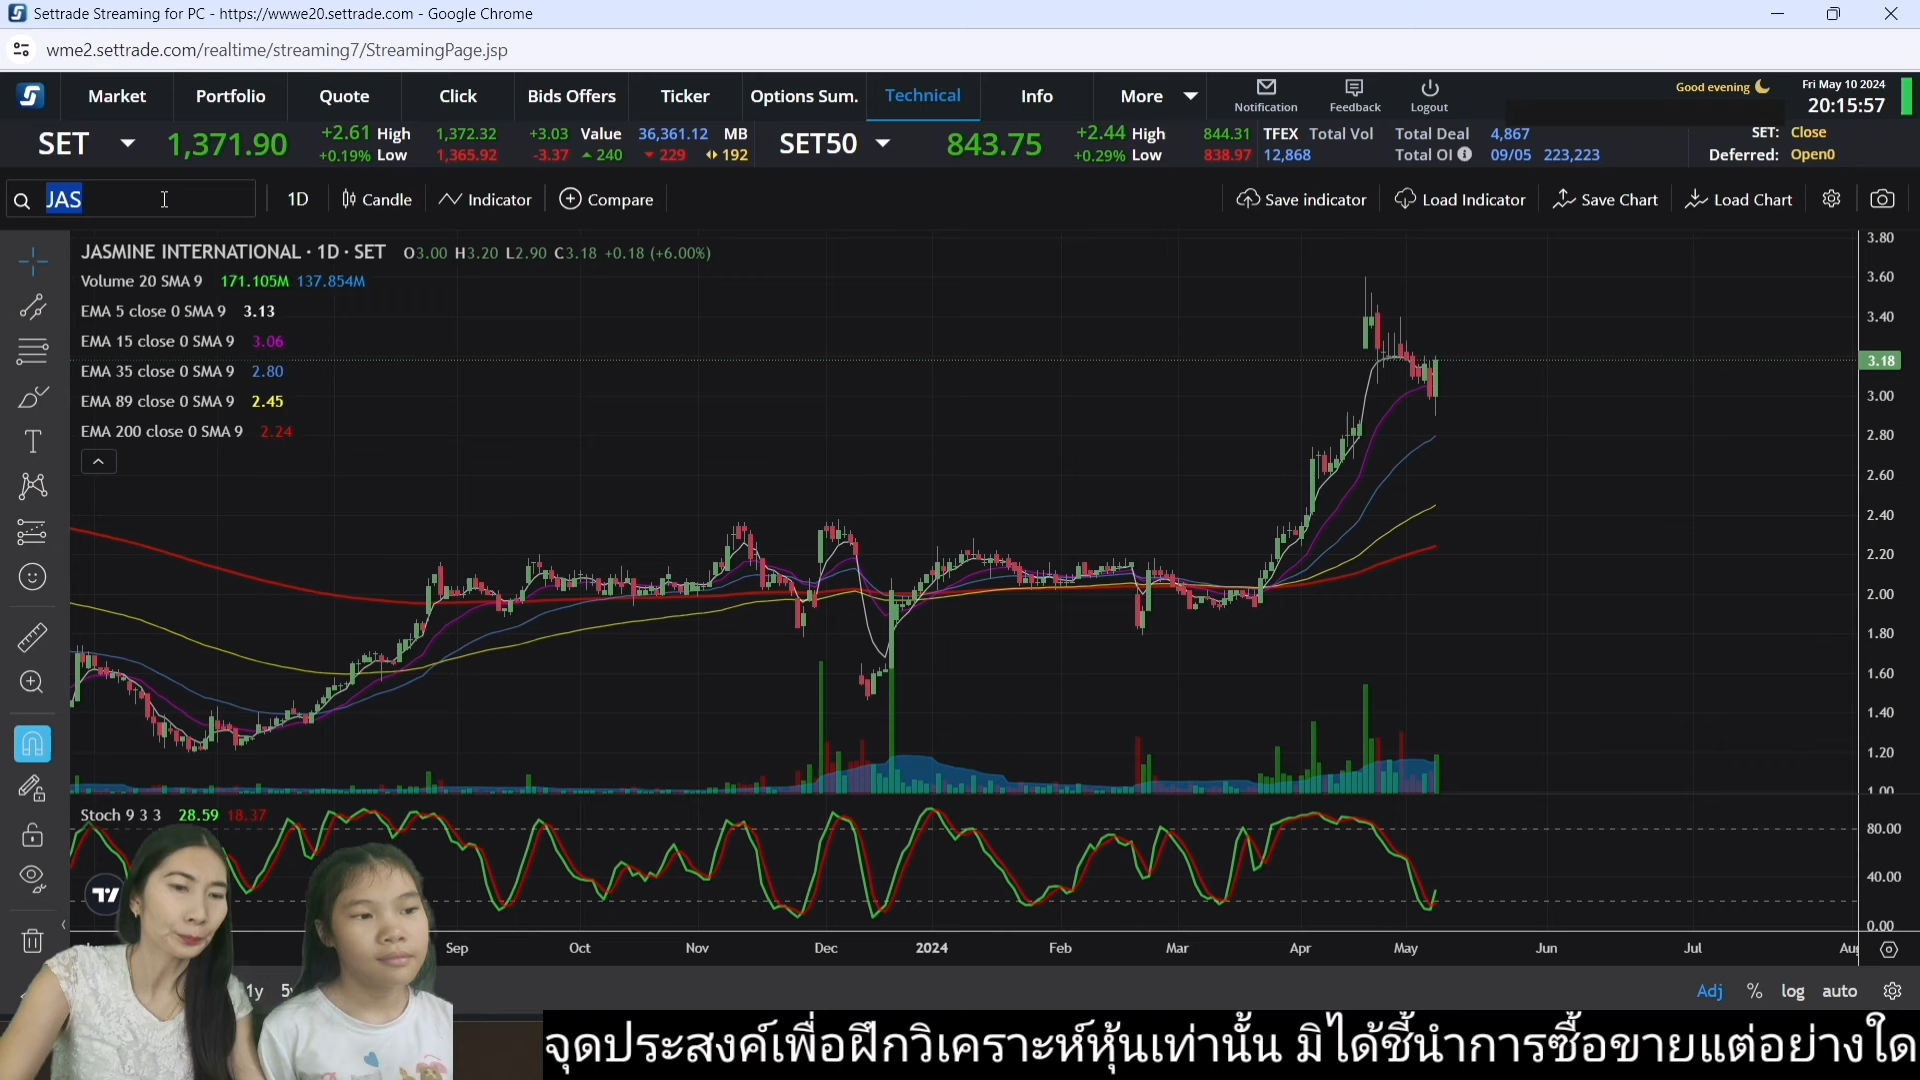 Settrade Streaming for PC - https://wwwe20.settrade.com - Google Chrome
wme2.settrade.com/realtime/streaming7/StreamingPage.jsp
Market Portfolio Quote Click Bids Offers Ticker Options Sum. Technical Info More Notification Feedback Logout Good evening Fri May 10 2024 20:15:57
SET 1,371.90 +2.61 High 1,372.32 +3.03 Value 36,361.12 MB SET50 843.75 +2.44 High 844.31 TFEX Total Vol Total Deal 4,867 SET: Close
+0.19% Low 1,365.92 -3.37 240 229 192 +0.29% Low 838.97 12,868 Total OI 09/05 223,223 Deferred: Open0
JAS 1D Candle Indicator Compare Save indicator Load Indicator Save Chart Load Chart
JASMINE INTERNATIONAL · 1D · SET O3.00 H3.20 L2.90 C3.18 +0.18 (+6.00%)
Volume 20 SMA 9 171.105M 137.854M
EMA 5 close 0 SMA 9 3.13
EMA 15 close 0 SMA 9 3.06
EMA 35 close 0 SMA 9 2.80
EMA 89 close 0 SMA 9 2.45
EMA 200 close 0 SMA 9 2.24
3.80
3.60
3.40
3.18
3.00
2.80
2.60
2.40
2.20
2.00
1.80
1.60
1.40
1.20
1.00
Stoch 9 3 3 28.59 18.37
80.00
40.00
0.00
Sep Oct Nov Dec 2024 Feb Mar Apr May Jun Jul
1y Adj % log auto
จุดประสงค์เพื่อฝึกวิเคราะห์หุ้นเท่านั้น มิได้ชี้นำการซื้อขายแต่อย่างใด